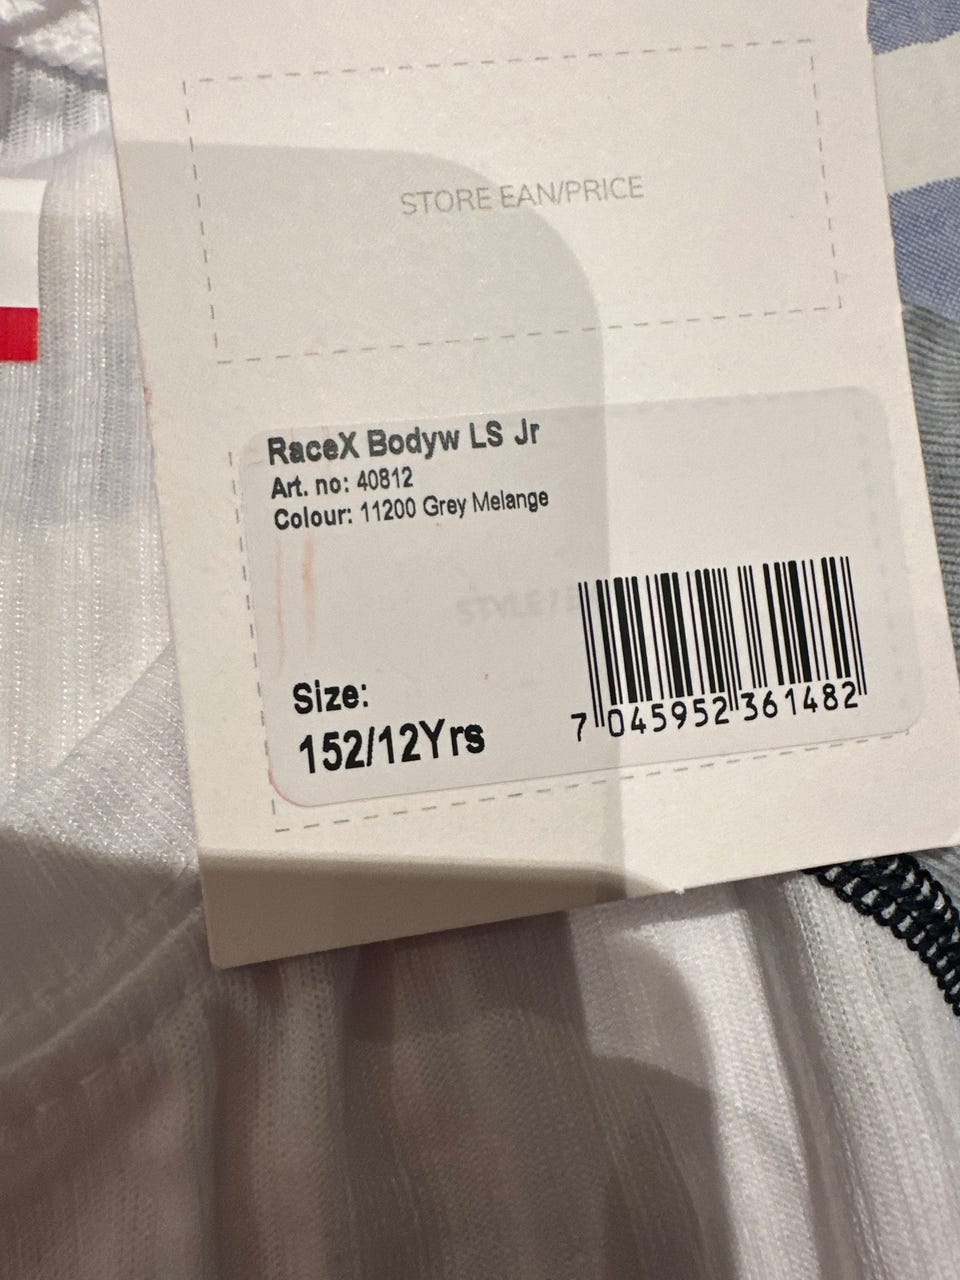 STORE EAN/PRICE
RaceX Bodyw LS Jr
Art. no: 40812
Colour: 11200 Grey Melange
STYLE / E
Size:
152/12Yrs
7 045952 361482